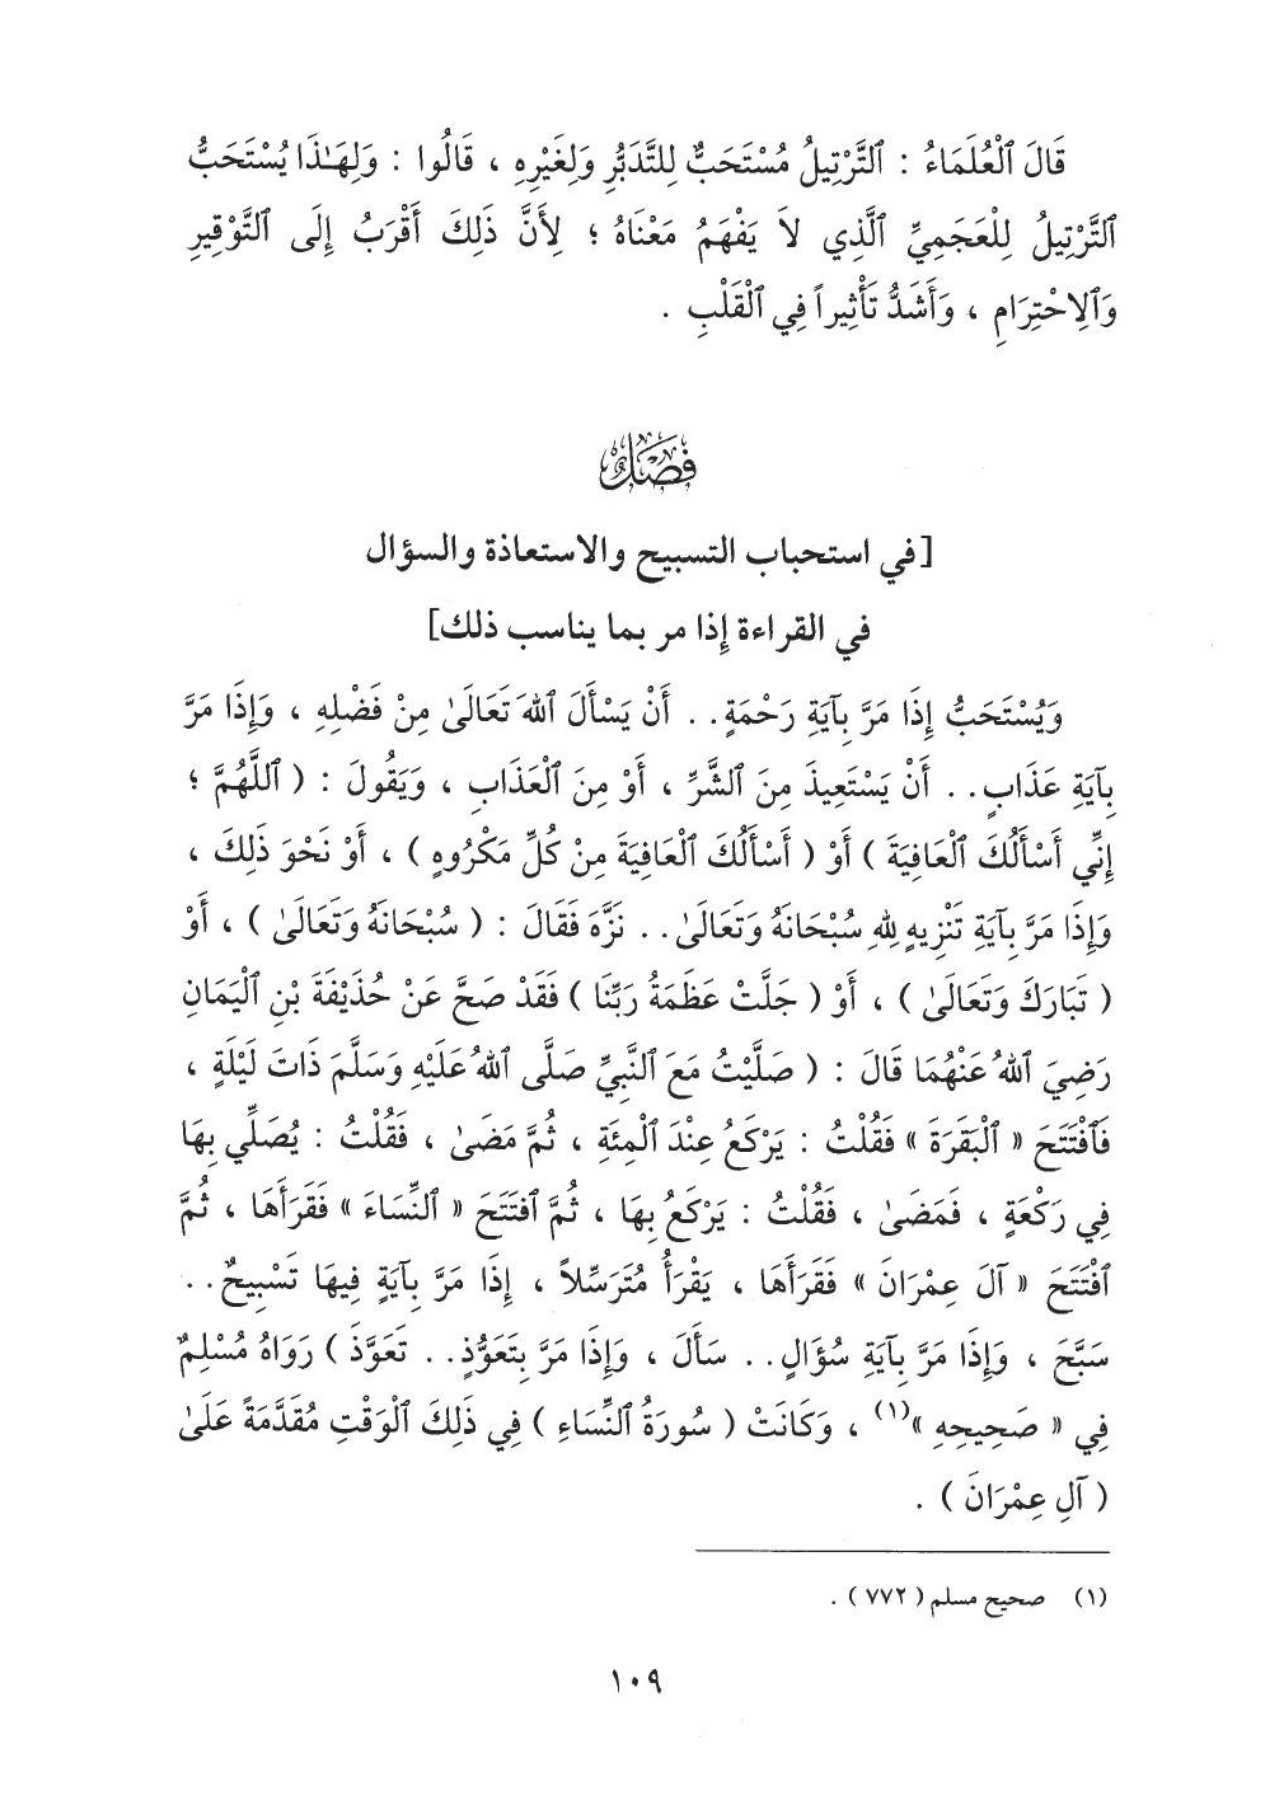 قَالَ ٱلْعُلَمَاءُ : ٱلتَّرْتِيلُ مُسْتَحَبٌّ لِلتَّدَبُّرِ وَلِغَيْرِهِ ، قَالُوا : وَلِهَـٰذَا يُسْتَحَبُّ
ٱلتَّرْتِيلُ لِلْعَجَمِيِّ ٱلَّذِي لاَ يَفْهَمُ مَعْنَاهُ ؛ لِأَنَّ ذَلِكَ أَقْرَبُ إِلَى ٱلتَّوْقِيرِ
وَٱلِاحْتِرَامِ ، وَأَشَدُّ تَأْثِيراً فِي ٱلْقَلْبِ .
فصل
[في استحباب التسبيح والاستعاذة والسؤال
في القراءة إذا مر بما يناسب ذلك]
وَيُسْتَحَبُّ إِذَا مَرَّ بِآيَةِ رَحْمَةٍ . . أَنْ يَسْأَلَ ٱللهَ تَعَالَىٰ مِنْ فَضْلِهِ ، وَإِذَا مَرَّ
بِآيَةِ عَذَابٍ . . أَنْ يَسْتَعِيذَ مِنَ ٱلشَّرِّ ، أَوْ مِنَ ٱلْعَذَابِ ، وَيَقُولَ : ( ٱللَّهُمَّ ؛
إِنِّي أَسْأَلُكَ ٱلْعَافِيَةَ ) أَوْ ( أَسْأَلُكَ ٱلْعَافِيَةَ مِنْ كُلِّ مَكْرُوهٍ ) ، أَوْ نَحْوَ ذَلِكَ ،
وَإِذَا مَرَّ بِآيَةِ تَنْزِيهٍ لِلهِ سُبْحَانَهُ وَتَعَالَىٰ . . نَزَّهَ فَقَالَ : ( سُبْحَانَهُ وَتَعَالَىٰ ) ، أَوْ
( تَبَارَكَ وَتَعَالَىٰ ) ، أَوْ ( جَلَّتْ عَظَمَةُ رَبِّنَا ) فَقَدْ صَحَّ عَنْ حُذَيْفَةَ بْنِ ٱلْيَمَانِ
رَضِيَ ٱللهُ عَنْهُمَا قَالَ : ( صَلَّيْتُ مَعَ ٱلنَّبِيِّ صَلَّى ٱللهُ عَلَيْهِ وَسَلَّمَ ذَاتَ لَيْلَةٍ ،
فَٱفْتَتَحَ « ٱلْبَقَرَةَ » فَقُلْتُ : يَرْكَعُ عِنْدَ ٱلْمِئَةِ ، ثُمَّ مَضَىٰ ، فَقُلْتُ : يُصَلِّي بِهَا
فِي رَكْعَةٍ ، فَمَضَىٰ ، فَقُلْتُ : يَرْكَعُ بِهَا ، ثُمَّ ٱفْتَتَحَ « ٱلنِّسَاءَ » فَقَرَأَهَا ، ثُمَّ
ٱفْتَتَحَ « آلَ عِمْرَانَ » فَقَرَأَهَا ، يَقْرَأُ مُتَرَسِّلاً ، إِذَا مَرَّ بِآيَةٍ فِيهَا تَسْبِيحٌ . .
سَبَّحَ ، وَإِذَا مَرَّ بِآيَةِ سُؤَالٍ . . سَأَلَ ، وَإِذَا مَرَّ بِتَعَوُّذٍ . . تَعَوَّذَ ) رَوَاهُ مُسْلِمٌ
فِي « صَحِيحِهِ »(١) ، وَكَانَتْ ( سُورَةُ ٱلنِّسَاءِ ) فِي ذَلِكَ ٱلْوَقْتِ مُقَدَّمَةً عَلَىٰ
( آلِ عِمْرَانَ ) .
(١) صحيح مسلم ( ٧٧٢ ) .
١٠٩